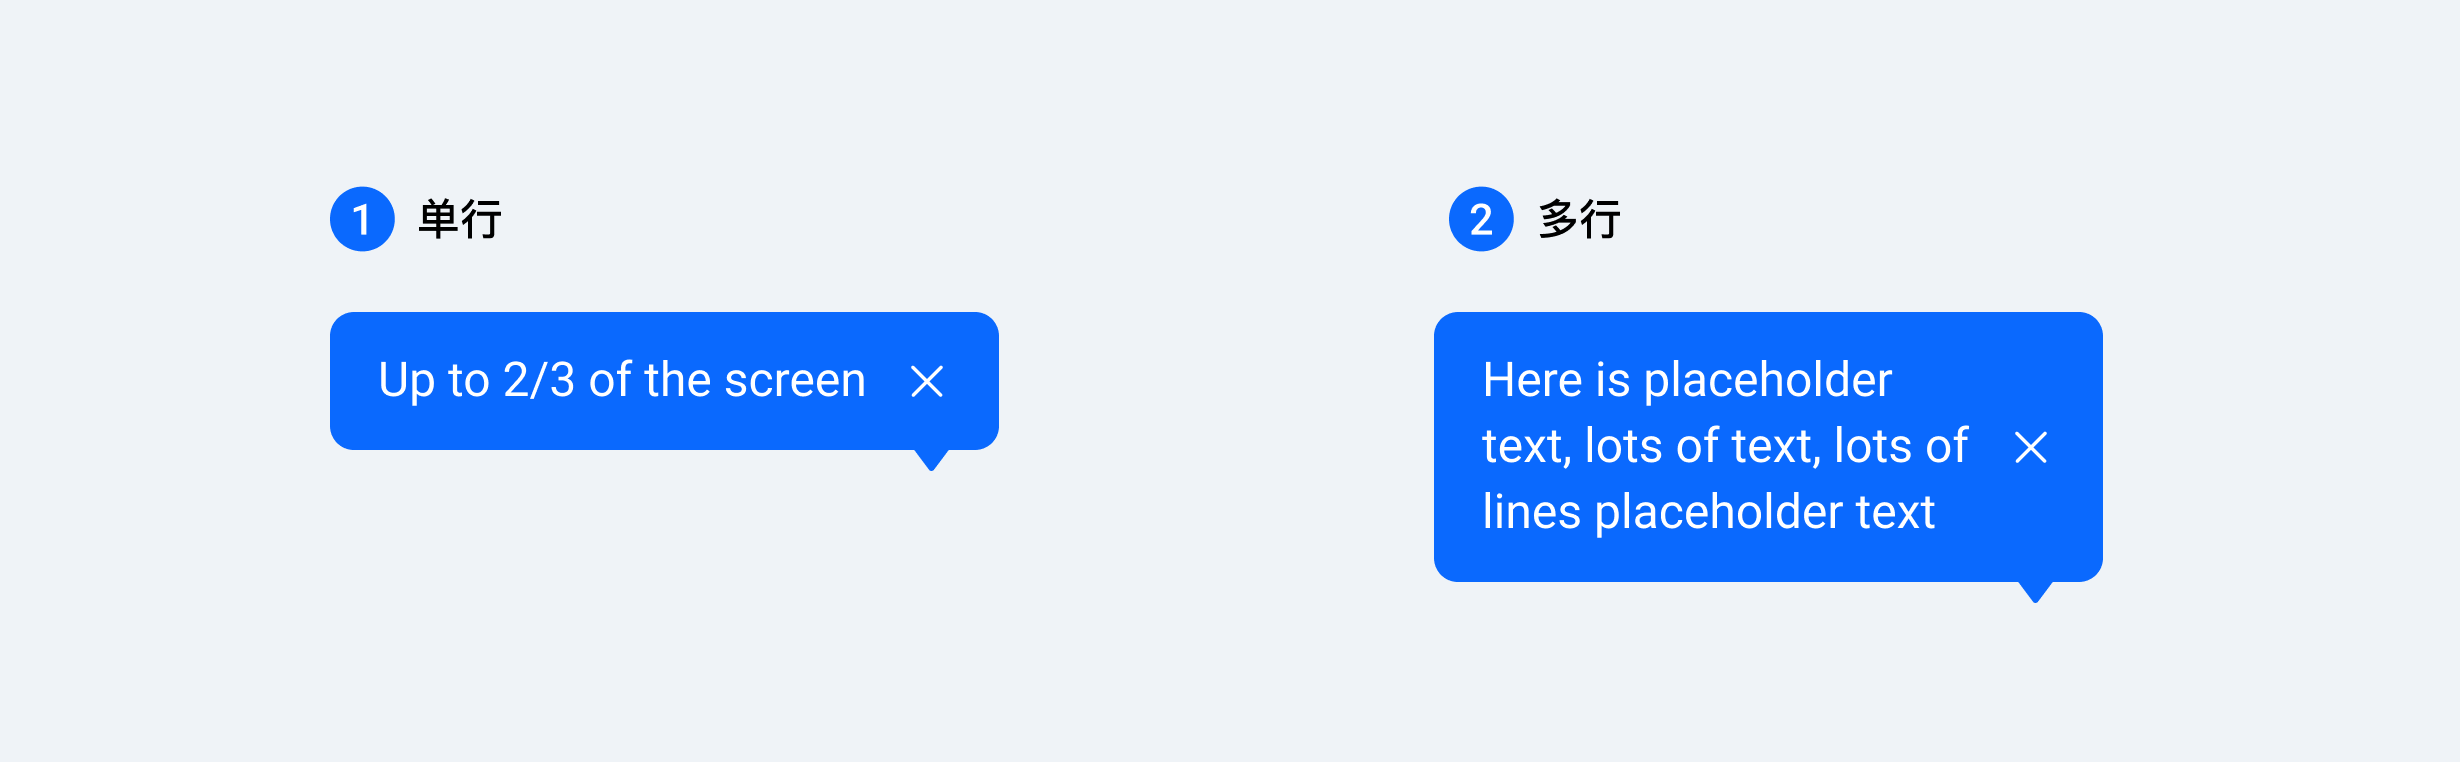 1 单行
Up to 2/3 of the screen
2 多行
Here is placeholder
text, lots of text, lots of
lines placeholder text